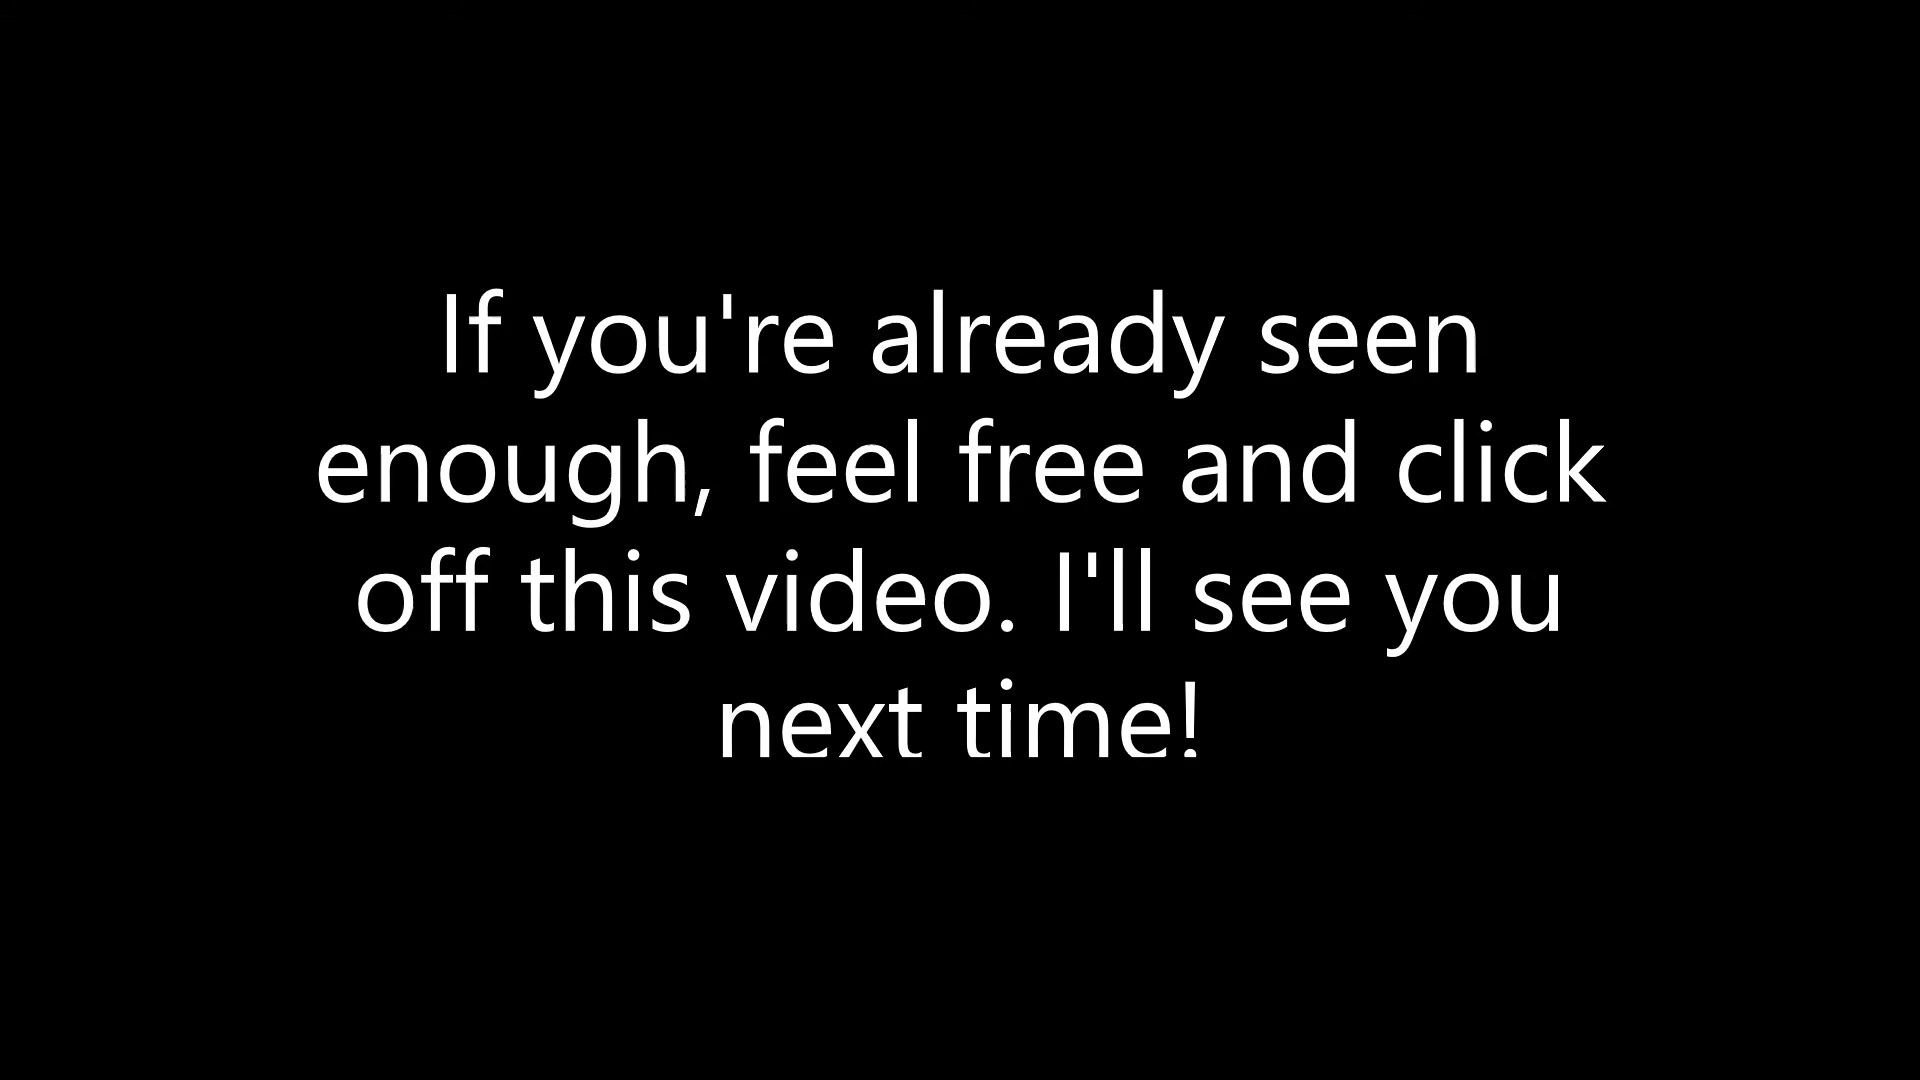 If you're already seen
enough, feel free and click
off this video. I'll see you
next time!